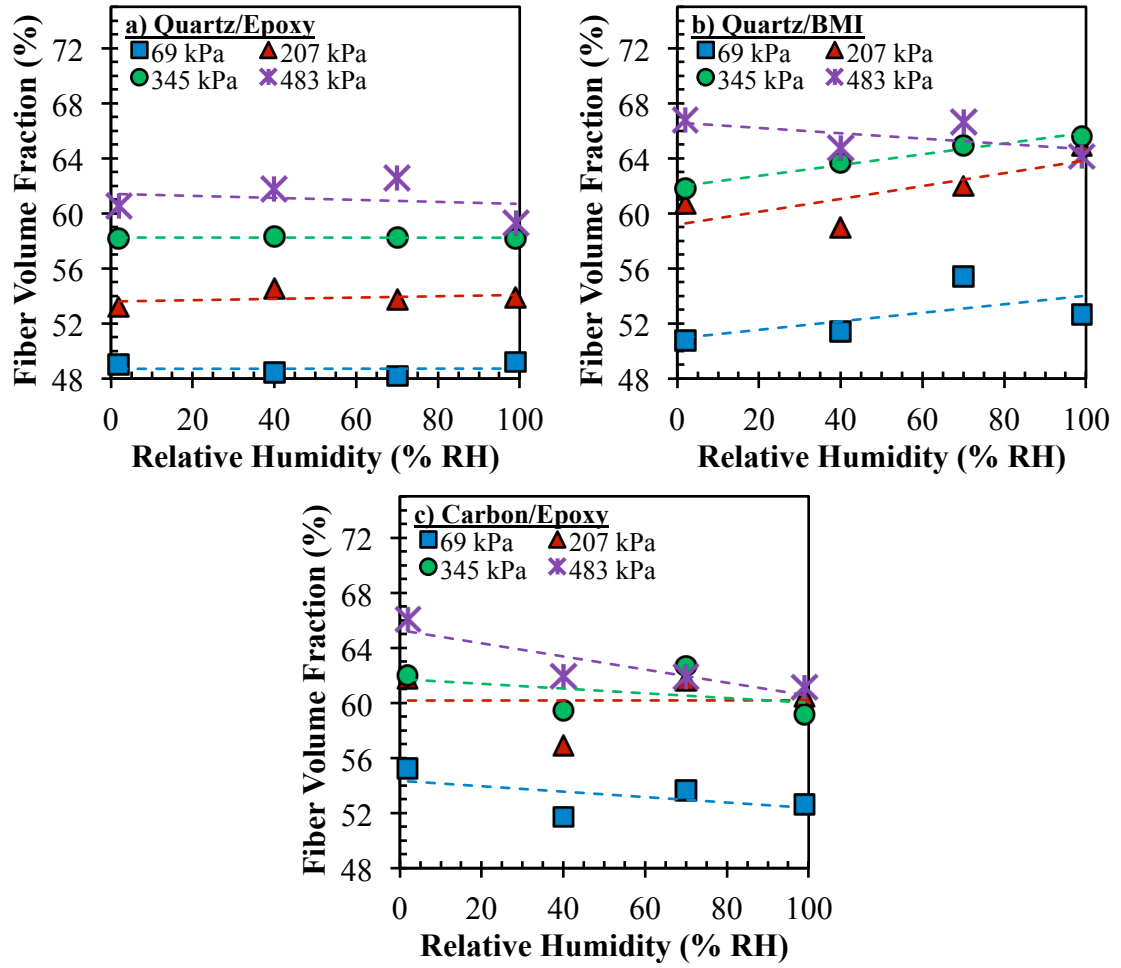 a) Quartz/Epoxy
69 kPa 207 kPa
345 kPa 483 kPa
Fiber Volume Fraction (%)
72
68
64
60
56
52
48
0 20 40 60 80 100
Relative Humidity (% RH)
b) Quartz/BMI
69 kPa 207 kPa
345 kPa 483 kPa
Fiber Volume Fraction (%)
72
68
64
60
56
52
48
0 20 40 60 80 100
Relative Humidity (% RH)
c) Carbon/Epoxy
69 kPa 207 kPa
345 kPa 483 kPa
Fiber Volume Fraction (%)
72
68
64
60
56
52
48
0 20 40 60 80 100
Relative Humidity (% RH)